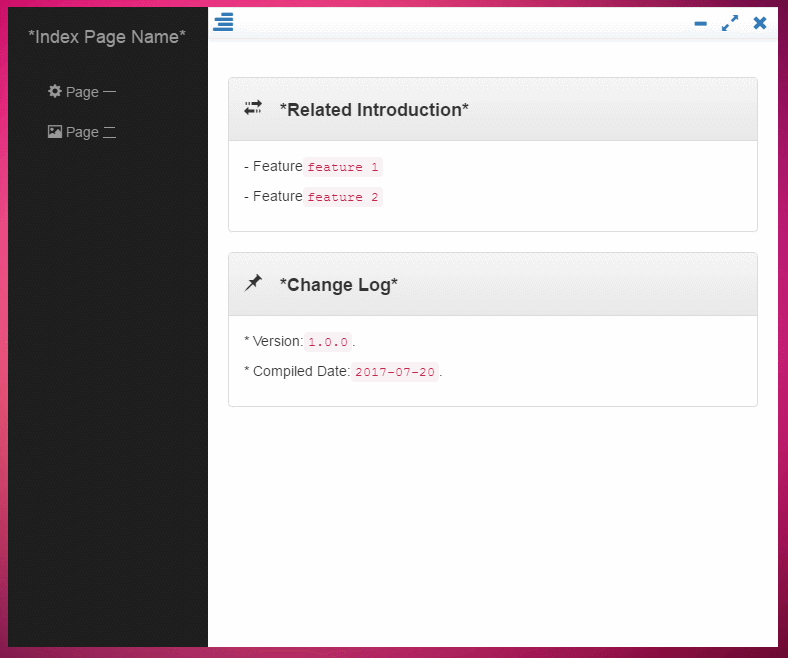 *Index Page Name*
Page 一
Page 二
*Related Introduction*
- Feature feature 1
- Feature feature 2
*Change Log*
* Version: 1.0.0.
* Compiled Date: 2017-07-20.